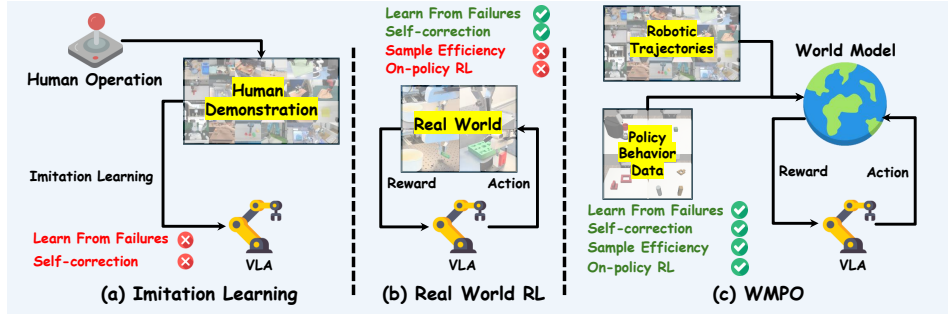 Human Operation
Human
Demonstration
Imitation Learning
Learn From Failures
Self-correction
VLA
(a) Imitation Learning
Learn From Failures
Self-correction
Sample Efficiency
On-policy RL
Real World
Reward
Action
VLA
(b) Real World RL
Robotic
Trajectories
World Model
Policy
Behavior
Data
Reward
Action
Learn From Failures
Self-correction
Sample Efficiency
On-policy RL
VLA
(c) WMPO